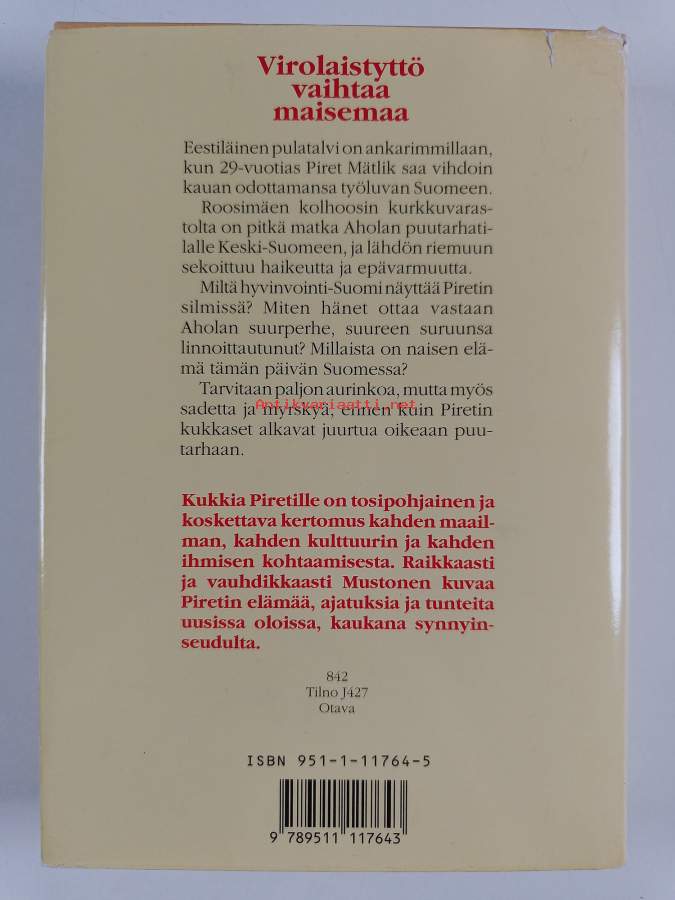 Virolaistyttö
vaihtaa
maisemaa
Eestiläinen pulatalvi on ankarimmillaan,
kun 29-vuotias Piret Mätlik saa vihdoin
kauan odottamansa työluvan Suomeen.
Roosimäen kolhoosin kurkkuvaras-
tolta on pitkä matka Aholan puutarhati-
lalle Keski-Suomeen, ja lähdön riemuun
sekoittuu haikeutta ja epävarmuutta.
Miltä hyvinvointi-Suomi näyttää Piretin
silmissä? Miten hänet ottaa vastaan
Aholan suurperhe, suureen suruunsa
linnoittautunut? Millaista on naisen elä-
mä tämän päivän Suomessa?
Tarvitaan paljon aurinkoa, mutta myös
Antikvariaatti.net
sadetta ja myrskyä, ennen kuin Piretin
kukkaset alkavat juurtua oikeaan puu-
tarhaan.
Kukkia Piretille on tosipohjainen ja
koskettava kertomus kahden maail-
man, kahden kulttuurin ja kahden
ihmisen kohtaamisesta. Raikkaasti
ja vauhdikkaasti Mustonen kuvaa
Piretin elämää, ajatuksia ja tunteita
uusissa oloissa, kaukana synnyin-
seudulta.
842
Tilno J427
Otava
ISBN 951-1-11764-5
9 789511 117643